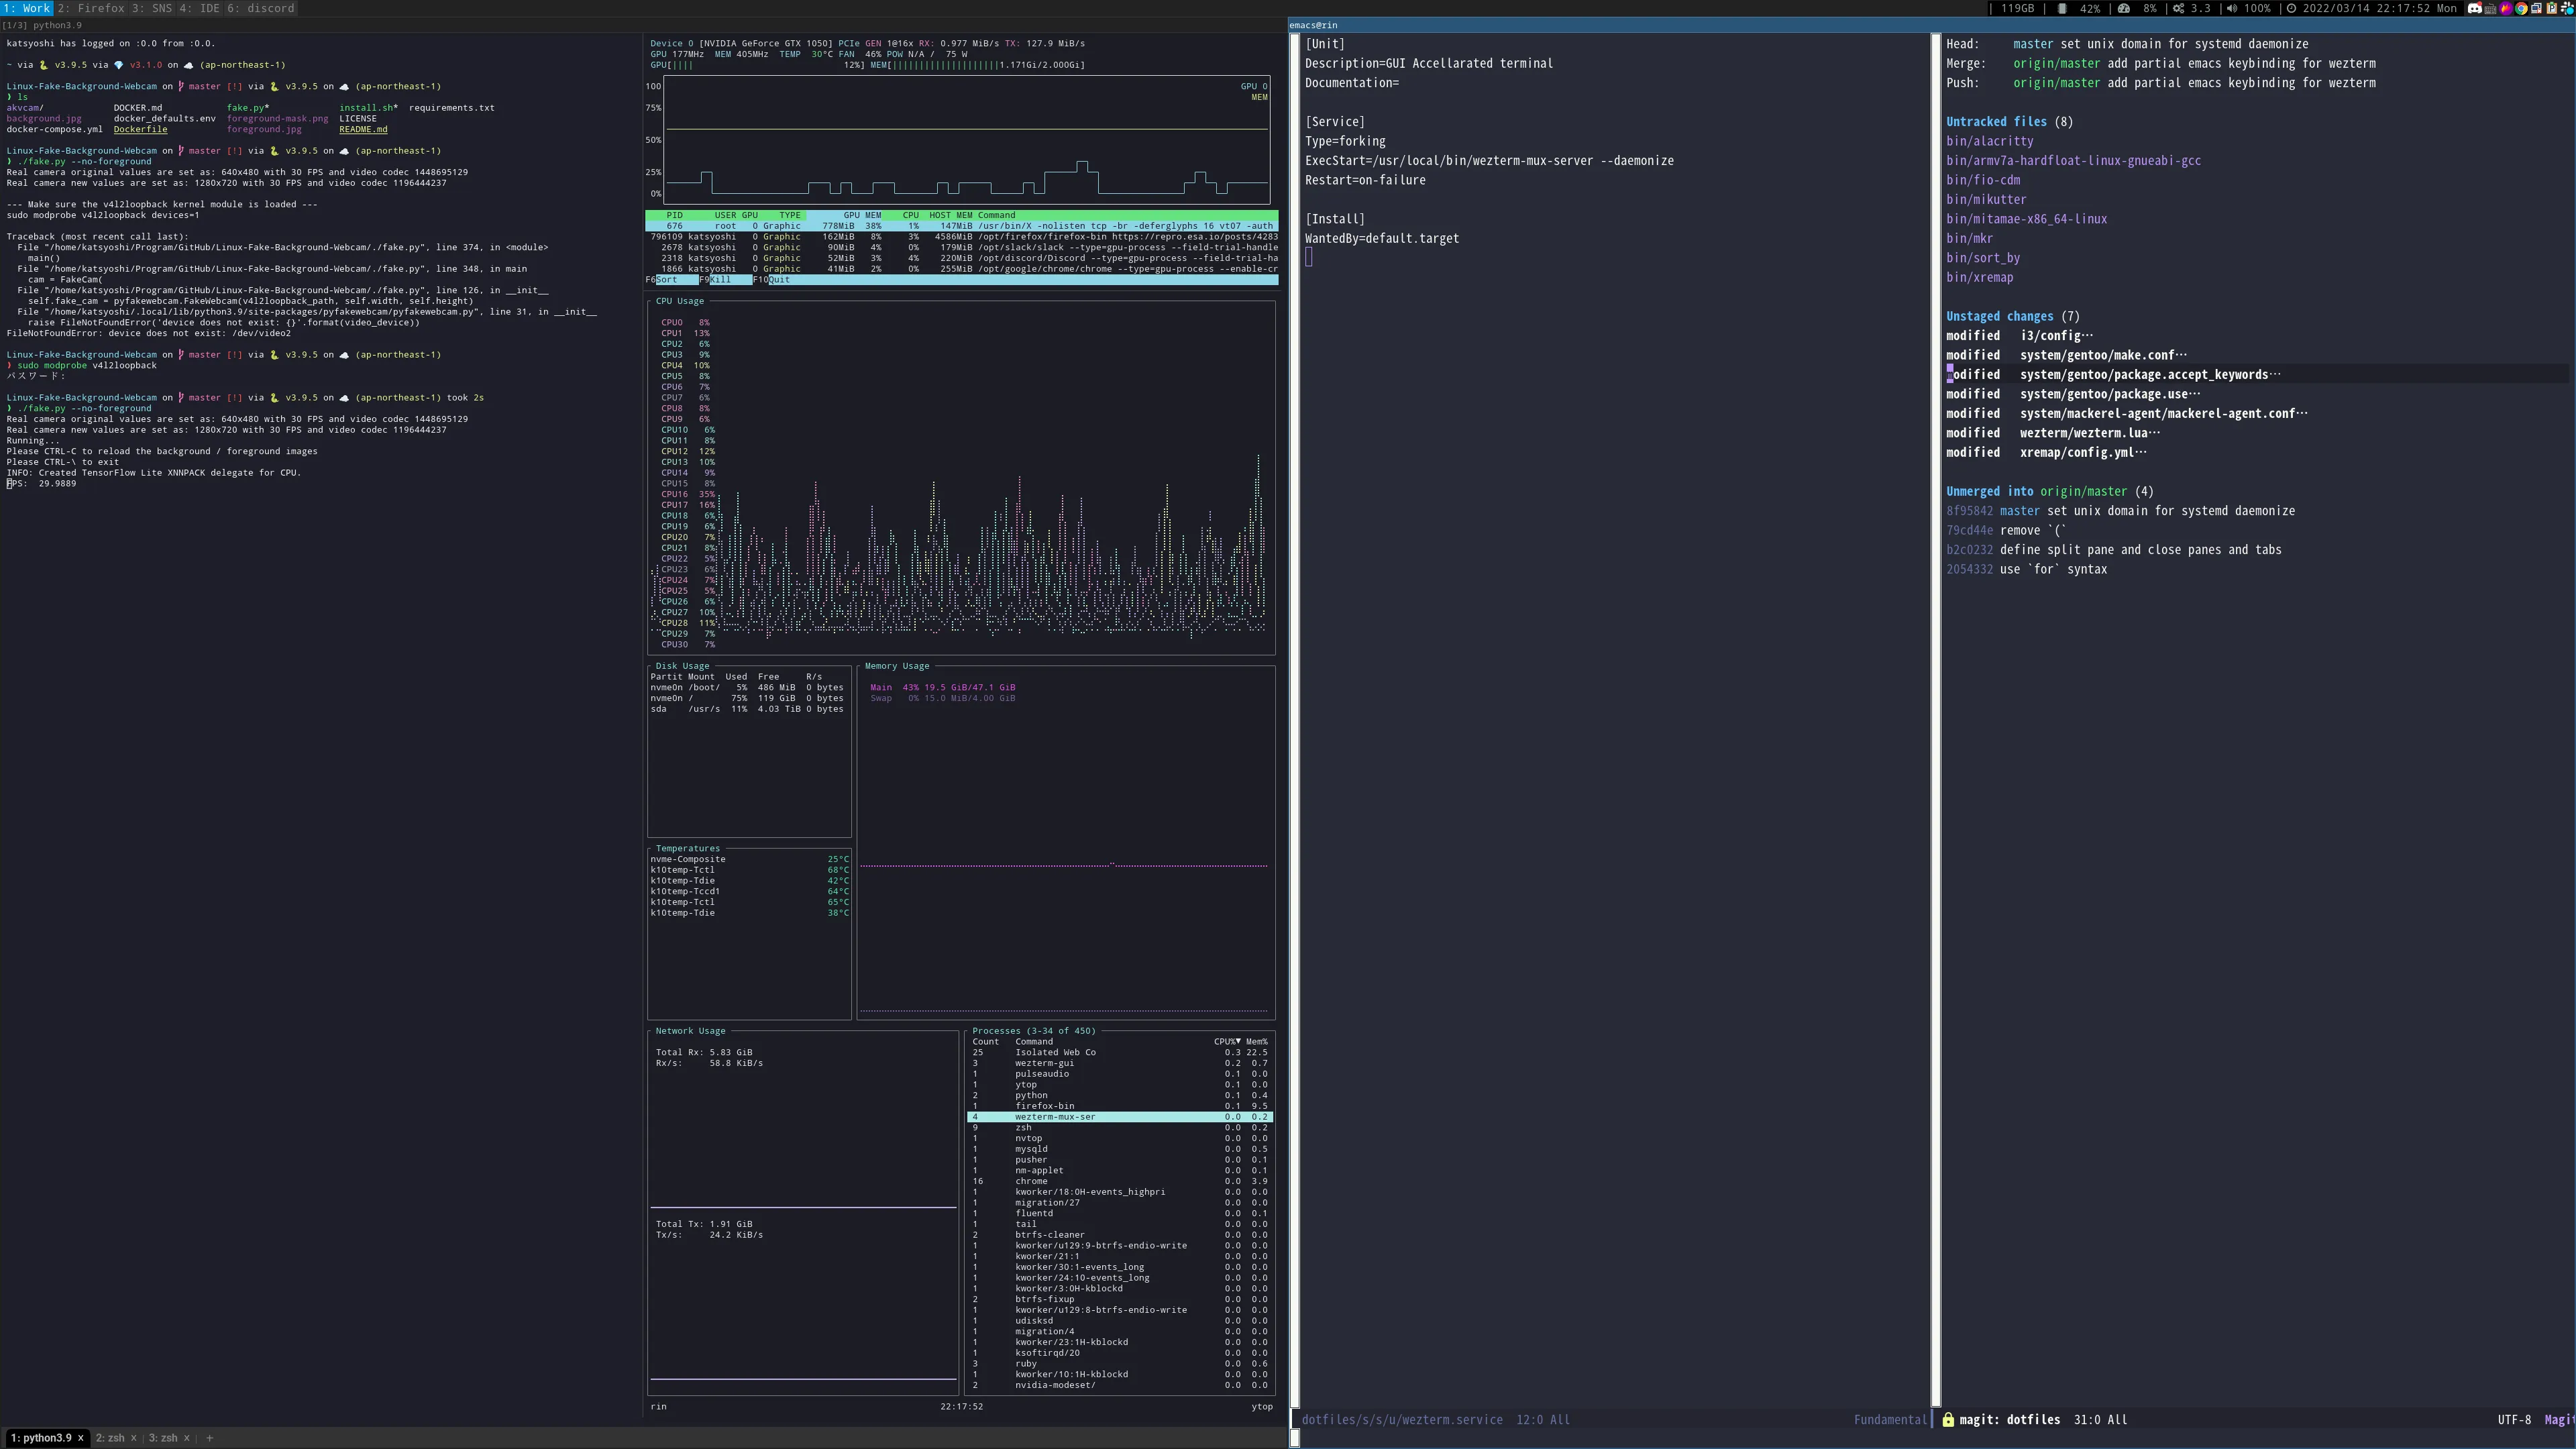 1: Work 2: Firefox 3: SNS 4: IDE 6: discord
| 119GB | 42% | 8% | 3.3 | 100% | 2022/03/14 22:17:52 Mon
[1/3] python3.9
katsyoshi has logged on :0.0 from :0.0.
~ via v3.9.5 via v3.1.0 on (ap-northeast-1)
Linux-Fake-Background-Webcam on master [!] via v3.9.5 on (ap-northeast-1)
❯ ls
akvcam/ DOCKER.md fake.py* install.sh* requirements.txt
background.jpg docker_defaults.env foreground-mask.png LICENSE
docker-compose.yml Dockerfile foreground.jpg README.md
Linux-Fake-Background-Webcam on master [!] via v3.9.5 on (ap-northeast-1)
❯ ./fake.py --no-foreground
Real camera original values are set as: 640x480 with 30 FPS and video codec 1448695129
Real camera new values are set as: 1280x720 with 30 FPS and video codec 1196444237
--- Make sure the v4l2loopback kernel module is loaded ---
sudo modprobe v4l2loopback devices=1
Traceback (most recent call last):
File "/home/katsyoshi/Program/GitHub/Linux-Fake-Background-Webcam/./fake.py", line 374, in <module>
main()
File "/home/katsyoshi/Program/GitHub/Linux-Fake-Background-Webcam/./fake.py", line 348, in main
cam = FakeCam(
File "/home/katsyoshi/Program/GitHub/Linux-Fake-Background-Webcam/./fake.py", line 126, in __init__
self.fake_cam = pyfakewebcam.FakeWebcam(v4l2loopback_path, self.width, self.height)
File "/home/katsyoshi/.local/lib/python3.9/site-packages/pyfakewebcam/pyfakewebcam.py", line 31, in __init__
raise FileNotFoundError('device does not exist: {}'.format(video_device))
FileNotFoundError: device does not exist: /dev/video2
Linux-Fake-Background-Webcam on master [!] via v3.9.5 on (ap-northeast-1)
❯ sudo modprobe v4l2loopback
パスワード:
Linux-Fake-Background-Webcam on master [!] via v3.9.5 on (ap-northeast-1) took 2s
❯ ./fake.py --no-foreground
Real camera original values are set as: 640x480 with 30 FPS and video codec 1448695129
Real camera new values are set as: 1280x720 with 30 FPS and video codec 1196444237
Running...
Please CTRL-C to reload the background / foreground images
Please CTRL-\ to exit
INFO: Created TensorFlow Lite XNNPACK delegate for CPU.
FPS: 29.9889
Device 0 [NVIDIA GeForce GTX 1050] PCIe GEN 1@16x RX: 0.977 MiB/s TX: 127.9 MiB/s
GPU 177MHz MEM 405MHz TEMP 30°C FAN 46% POW N/A / 75 W
GPU[|||| 12%] MEM[||||||||||||||||||||1.171Gi/2.000Gi]
100 GPU 0
MEM
75%
50%
25%
0%
PID USER GPU TYPE GPU MEM CPU HOST MEM Command
676 root 0 Graphic 778MiB 38% 1% 147MiB /usr/bin/X -nolisten tcp -br -deferglyphs 16 vt07 -auth
796109 katsyoshi 0 Graphic 162MiB 8% 3% 4586MiB /opt/firefox/firefox-bin https://repro.esa.io/posts/4283
2678 katsyoshi 0 Graphic 90MiB 4% 0% 179MiB /opt/slack/slack --type=gpu-process --field-trial-handle
2318 katsyoshi 0 Graphic 52MiB 3% 4% 220MiB /opt/discord/Discord --type=gpu-process --field-trial-ha
1866 katsyoshi 0 Graphic 41MiB 2% 0% 255MiB /opt/google/chrome/chrome --type=gpu-process --enable-cr
F6Sort F9Kill F10Quit
CPU Usage
CPU0 8%
CPU1 13%
CPU2 6%
CPU3 9%
CPU4 10%
CPU5 8%
CPU6 7%
CPU7 6%
CPU8 8%
CPU9 6%
CPU10 6%
CPU11 8%
CPU12 12%
CPU13 10%
CPU14 9%
CPU15 8%
CPU16 35%
CPU17 16%
CPU18 6%
CPU19 6%
CPU20 7%
CPU21 8%
CPU22 5%
CPU23 6%
CPU24 7%
CPU25 5%
CPU26 6%
CPU27 10%
CPU28 11%
CPU29 7%
CPU30 7%
Disk Usage
Partit Mount Used Free R/s
nvme0n /boot/ 5% 486 MiB 0 bytes
nvme0n / 75% 119 GiB 0 bytes
sda /usr/s 11% 4.03 TiB 0 bytes
Memory Usage
Main 43% 19.5 GiB/47.1 GiB
Swap 0% 15.0 MiB/4.00 GiB
Temperatures
nvme-Composite 25°C
k10temp-Tctl 68°C
k10temp-Tdie 42°C
k10temp-Tccd1 64°C
k10temp-Tctl 65°C
k10temp-Tdie 38°C
Network Usage
Total Rx: 5.83 GiB
Rx/s: 58.8 KiB/s
Total Tx: 1.91 GiB
Tx/s: 24.2 KiB/s
Processes (3-34 of 450)
Count Command CPU%▼ Mem%
25 Isolated Web Co 0.3 22.5
3 wezterm-gui 0.2 0.7
1 pulseaudio 0.1 0.0
1 ytop 0.1 0.0
2 python 0.1 0.4
1 firefox-bin 0.1 9.5
4 wezterm-mux-ser 0.0 0.2
9 zsh 0.0 0.2
1 nvtop 0.0 0.0
1 mysqld 0.0 0.5
1 pusher 0.0 0.1
1 nm-applet 0.0 0.1
16 chrome 0.0 3.9
1 kworker/18:0H-events_highpri 0.0 0.0
1 migration/27 0.0 0.0
1 fluentd 0.0 0.1
1 tail 0.0 0.0
2 btrfs-cleaner 0.0 0.0
1 kworker/u129:9-btrfs-endio-write 0.0 0.0
1 kworker/21:1 0.0 0.0
1 kworker/30:1-events_long 0.0 0.0
1 kworker/24:10-events_long 0.0 0.0
1 kworker/3:0H-kblockd 0.0 0.0
2 btrfs-fixup 0.0 0.0
1 kworker/u129:8-btrfs-endio-write 0.0 0.0
1 udisksd 0.0 0.0
1 migration/4 0.0 0.0
1 kworker/23:1H-kblockd 0.0 0.0
1 ksoftirqd/20 0.0 0.0
3 ruby 0.0 0.6
1 kworker/10:1H-kblockd 0.0 0.0
2 nvidia-modeset/ 0.0 0.0
rin 22:17:52 ytop
1: python3.9 x 2: zsh x 3: zsh x +
emacs@rin
[Unit]
Description=GUI Accellarated terminal
Documentation=
[Service]
Type=forking
ExecStart=/usr/local/bin/wezterm-mux-server --daemonize
Restart=on-failure
[Install]
WantedBy=default.target
dotfiles/s/s/u/wezterm.service 12:0 All Fundamental
Head: master set unix domain for systemd daemonize
Merge: origin/master add partial emacs keybinding for wezterm
Push: origin/master add partial emacs keybinding for wezterm
Untracked files (8)
bin/alacritty
bin/armv7a-hardfloat-linux-gnueabi-gcc
bin/fio-cdm
bin/mikutter
bin/mitamae-x86_64-linux
bin/mkr
bin/sort_by
bin/xremap
Unstaged changes (7)
modified i3/config…
modified system/gentoo/make.conf…
modified system/gentoo/package.accept_keywords…
modified system/gentoo/package.use…
modified system/mackerel-agent/mackerel-agent.conf…
modified wezterm/wezterm.lua…
modified xremap/config.yml…
Unmerged into origin/master (4)
8f95842 master set unix domain for systemd daemonize
79cd44e remove `(`
b2c0232 define split pane and close panes and tabs
2054332 use `for` syntax
magit: dotfiles 31:0 All UTF-8 Magi